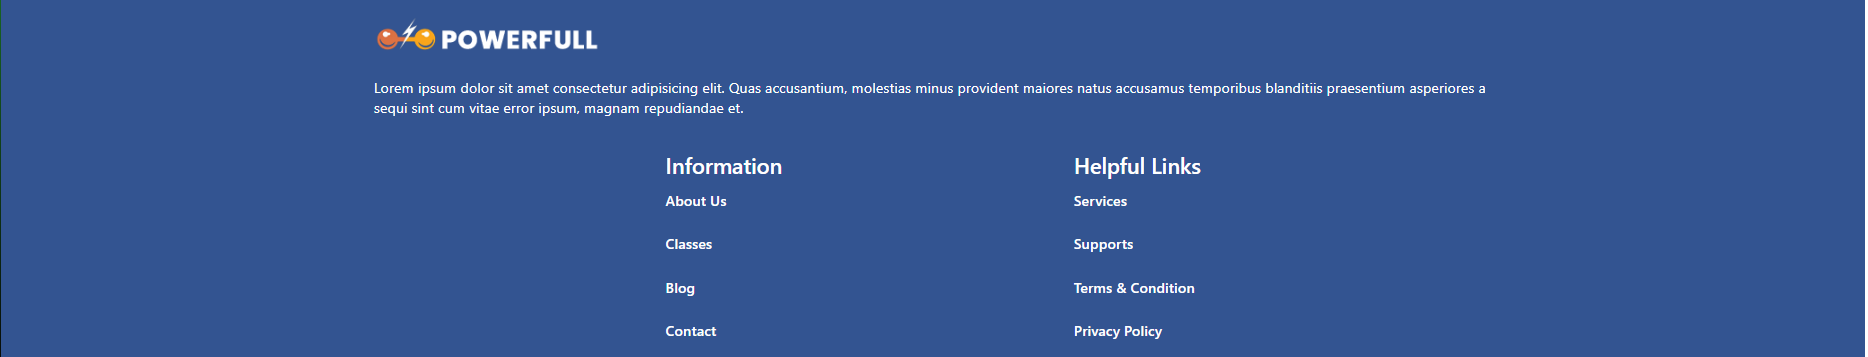 POWERFULL
Lorem ipsum dolor sit amet consectetur adipisicing elit. Quas accusantium, molestias minus provident maiores natus accusamus temporibus blanditiis praesentium asperiores a
sequi sint cum vitae error ipsum, magnam repudiandae et.
Information
About Us
Classes
Blog
Contact
Helpful Links
Services
Supports
Terms & Condition
Privacy Policy